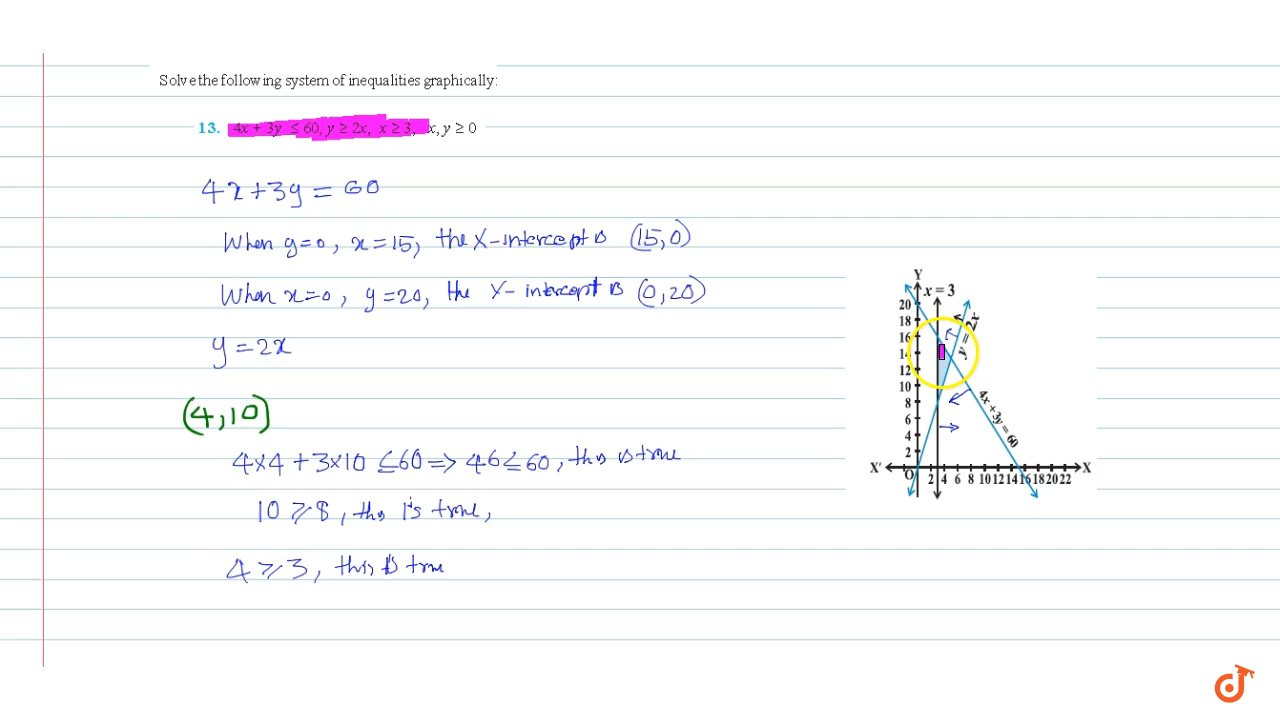 Solve the following system of inequalities graphically:
13. 4x + 3y ≤ 60, y ≥ 2x, x ≥ 3, x, y ≥ 0
4x+3y = 60
When y=0, x=15, the X-intercept is (15,0)
When x=0, y=20, the Y-intercept is (0,20)
y=2x
(4,10)
4×4+3×10 ≤60 => 46≤60, this is true
10 ≥ 8, this is true,
4 ≥ 3, this is true
Y
x = 3
20
18
16
14
12
10
8
6
4
2
y = 2x
4x + 3y = 60
X'
O
2 4 6 8 10 12 14 16 18 20 22
X